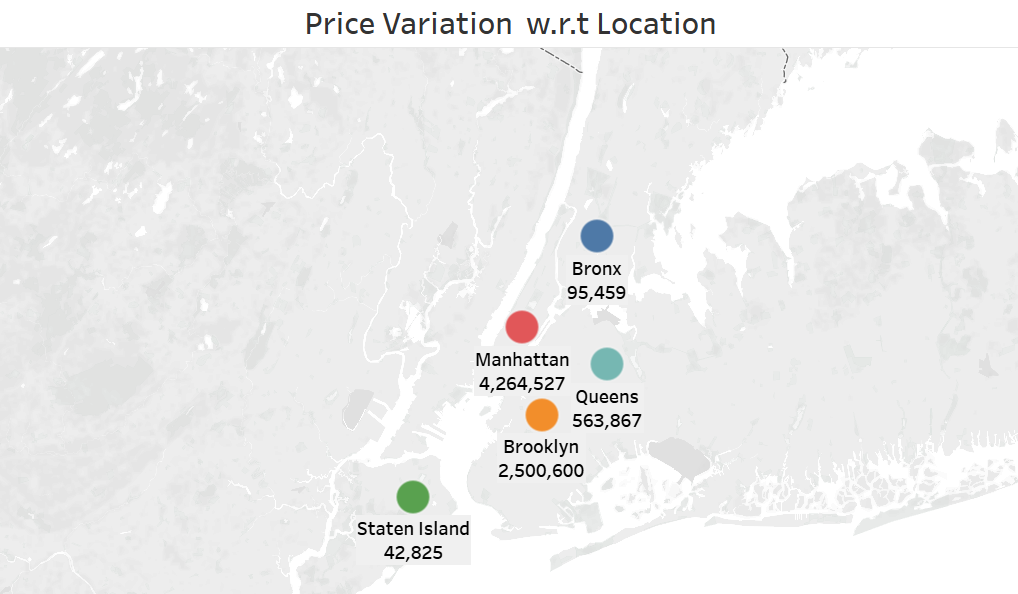 Price Variation  w.r.t Location
Bronx
95,459
Manhattan
4,264,527
Queens
563,867
Brooklyn
2,500,600
Staten Island
42,825